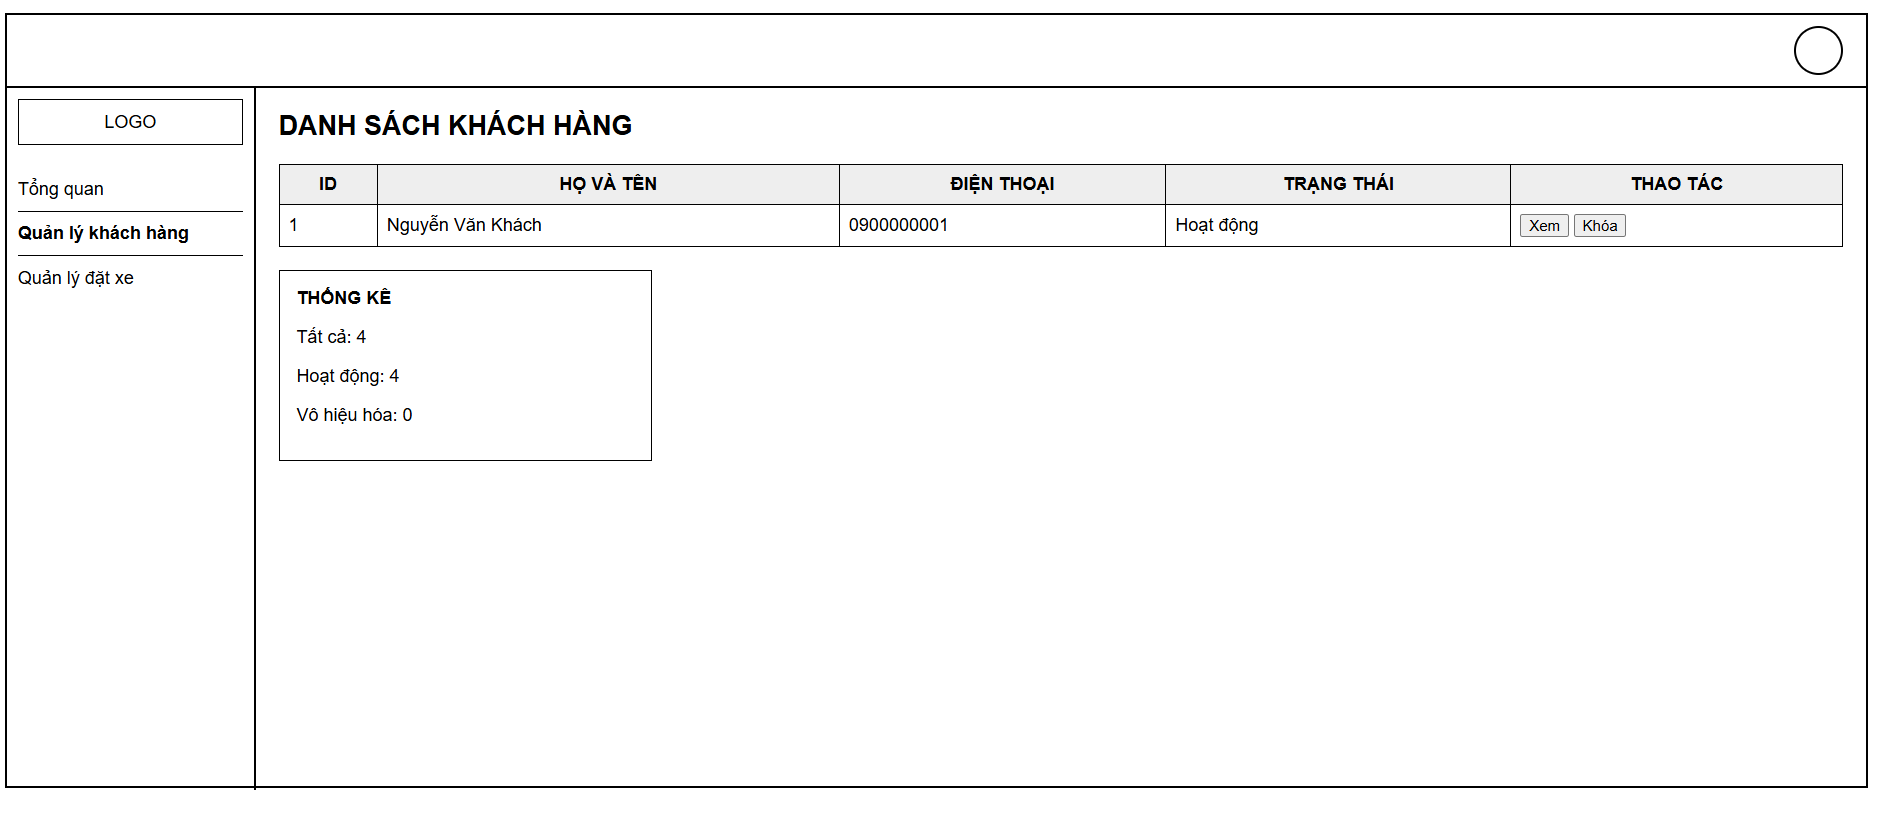 LOGO
Tổng quan
Quản lý khách hàng
Quản lý đặt xe
DANH SÁCH KHÁCH HÀNG
ID HỌ VÀ TÊN ĐIỆN THOẠI TRẠNG THÁI THAO TÁC
1 Nguyễn Văn Khách 0900000001 Hoạt động Xem Khóa
THỐNG KÊ
Tất cả: 4
Hoạt động: 4
Vô hiệu hóa: 0